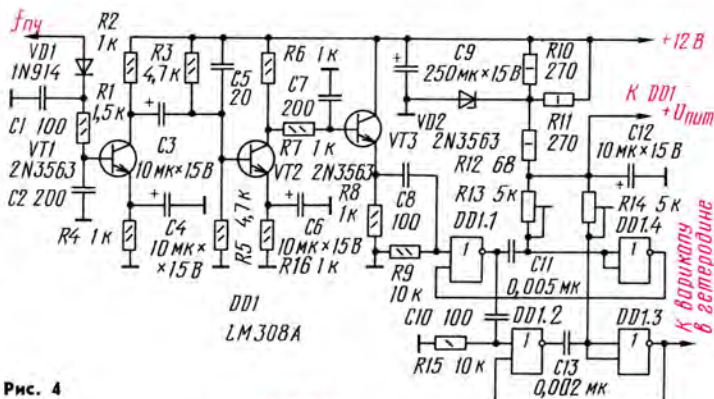 fпч
VD1
1N914
R2
1к
R3
4,7к
C5
20
R6 1к
C7
200
C9
250мк×15В
R10
270
+12В
К DD1
+Uпит
R1
1,5к
C1 100
VT1
2N3563
C2 200
C3
10мк×15В
C4
10мк×
×15В
R4 1к
R5 4,7к
VT2
R7 1к
2N3563
VT3
VD2
2N3563
R11
270
R12 68
C12
10мк×15В
R13 5к
R14 5к
C6
10мк×15В
R16 1к
R8
1к
C8
100
R9
10к
DD1.1
1
C11
0,005мк
DD1.4
1
DD1
LM308A
C10 100
R15 10к
DD1.2
1
C13
0,002мк
DD1.3
1
К варикапу
в гетеродине
Рис. 4